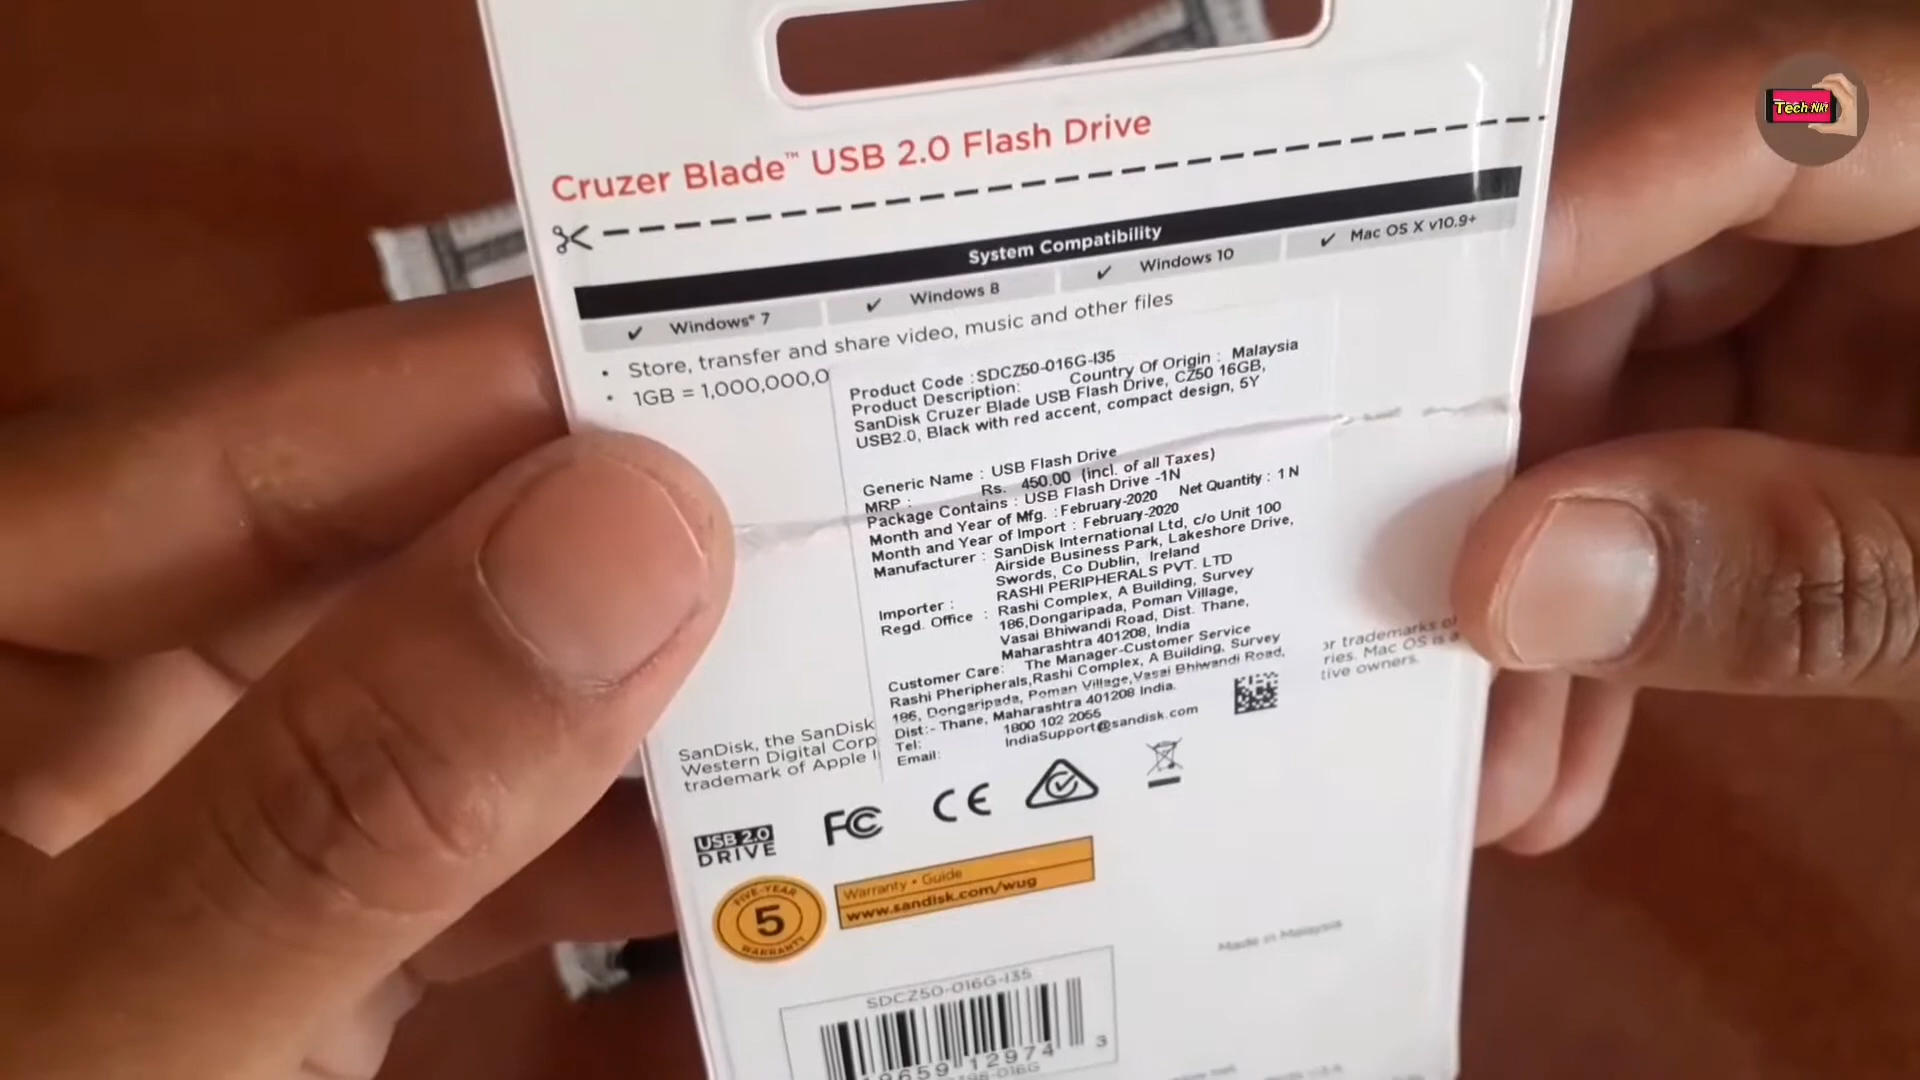 Tech Nkt
Cruzer Blade™ USB 2.0 Flash Drive
System Compatibility
✓ Windows® 7 ✓ Windows 8 ✓ Windows 10 ✓ Mac OS X v10.9+
• Store, transfer and share video, music and other files
• 1GB = 1,000,000,0
Product Code : SDCZ50-016G-I35
Product Description: Country Of Origin : Malaysia
SanDisk Cruzer Blade USB Flash Drive, CZ50 16GB,
USB2.0, Black with red accent, compact design, 5Y
Generic Name : USB Flash Drive
MRP : Rs. 450.00 (incl. of all Taxes)
Package Contains : USB Flash Drive -1N
Month and Year of Mfg. : February-2020 Net Quantity : 1 N
Month and Year of Import : February-2020
Manufacturer : SanDisk International Ltd, c/o Unit 100
Airside Business Park, Lakeshore Drive,
Swords, Co Dublin, Ireland
Importer : RASHI PERIPHERALS PVT. LTD
Regd. Office : Rashi Complex, A Building, Survey
186,Dongaripada, Poman Village,
Vasai Bhiwandi Road, Dist. Thane,
Maharashtra 401208, India
Customer Care: The Manager-Customer Service
Rashi Pheripherals,Rashi Complex, A Building, Survey
186, Dongaripada, Poman Village,Vasai Bhiwandi Road,
Dist:- Thane, Maharashtra 401208 India.
Tel: 1800 102 2055
Email: IndiaSupport@sandisk.com
or trademarks of
ries. Mac OS is a
tive owners.
SanDisk, the SanDisk
Western Digital Corp
trademark of Apple I
USB 2.0
DRIVE
FC CE
FIVE-YEAR
5
WARRANTY
Warranty • Guide
www.sandisk.com/wug
Made in Malaysia
SDCZ50-016G-I35
19659 12974 3